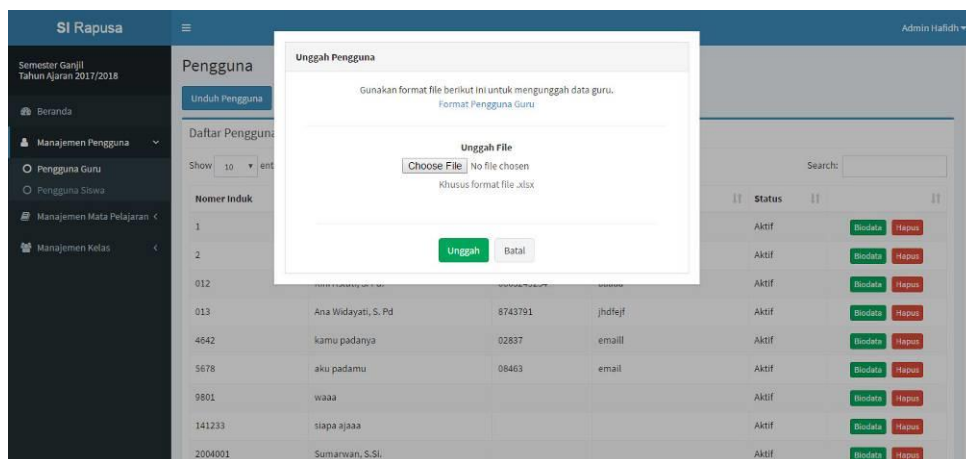 SI Rapusa
Admin Hafidh
Semester Ganjil
Tahun Ajaran 2017/2018
Beranda
Manajemen Pengguna
Pengguna Guru
Pengguna Siswa
Manajemen Mata Pelajaran
Manajemen Kelas
Pengguna
Unduh Pengguna
Daftar Pengguna
Show 10 ent
Search:
Unggah Pengguna
Gunakan format file berikut ini untuk mengunggah data guru.
Format Pengguna Guru
Unggah File
Choose File No file chosen
Khusus format file .xlsx
Unggah Batal
Nomer Induk Status
1 Aktif Biodata Hapus
2 Aktif Biodata Hapus
012 Aktif Biodata Hapus
013 Ana Widayati, S. Pd 8743791 jhdfejf Aktif Biodata Hapus
4642 kamu padanya 02837 emaill Aktif Biodata Hapus
5678 aku padamu 08463 email Aktif Biodata Hapus
9801 waaa Aktif Biodata Hapus
141233 siapa ajaaa Aktif Biodata Hapus
2004001 Sumarwan, S.Si. Aktif Biodata Hapus